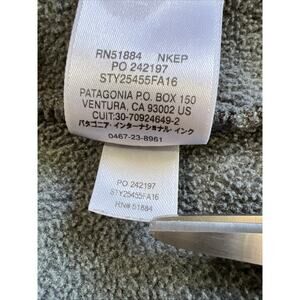 RN51884 NKEP
PO 242197
STY25455FA16
PATAGONIA P.O. BOX 150
VENTURA, CA 93002 US
CUIT:30-70924649-2
パタゴニア・インターナショナル・インク
0467-23-8961
PO 242197
STY25455FA16
RN# 51884